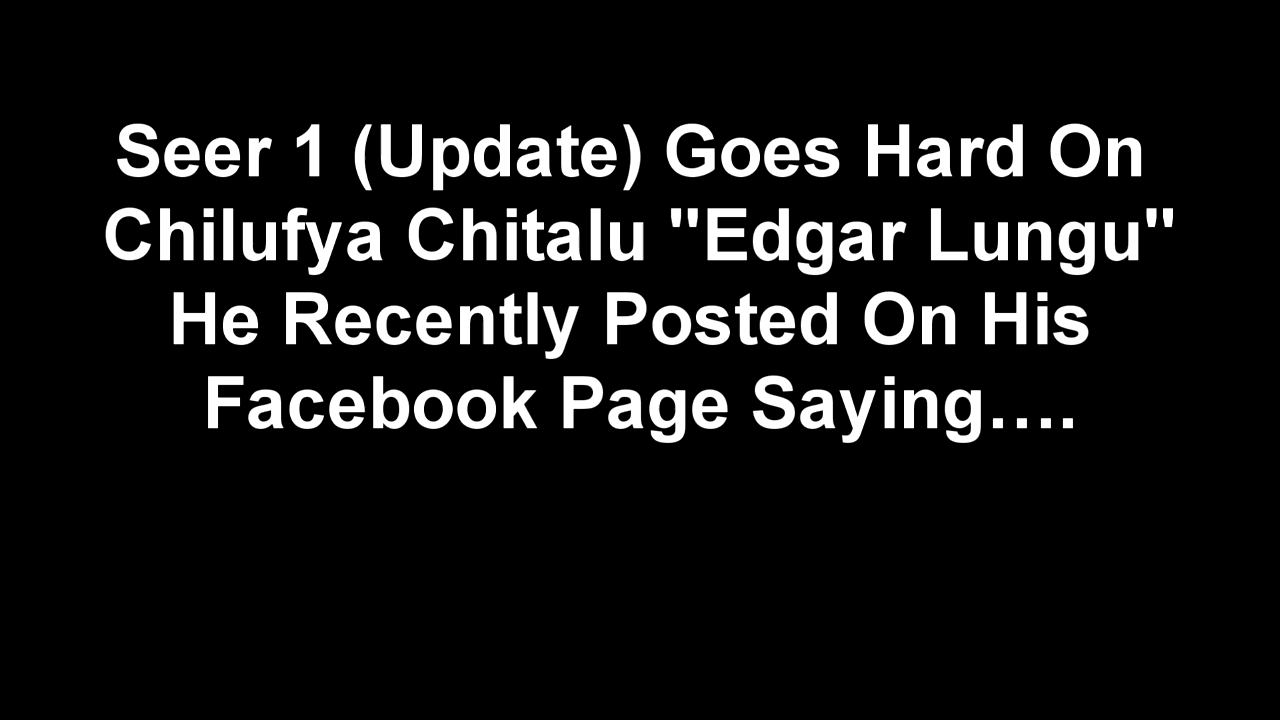 Seer 1 (Update) Goes Hard On
Chilufya Chitalu "Edgar Lungu"
He Recently Posted On His
Facebook Page Saying….